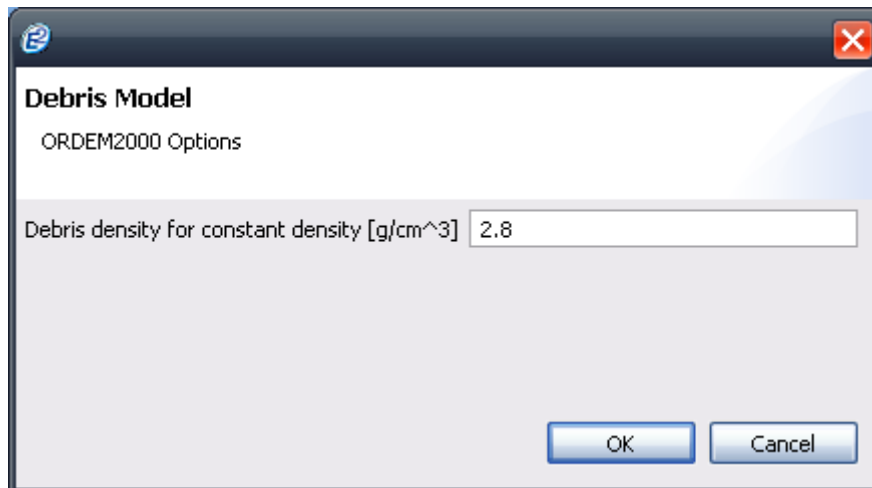 Debris Model
ORDEM2000 Options
Debris density for constant density [g/cm^3] 2.8
OK Cancel